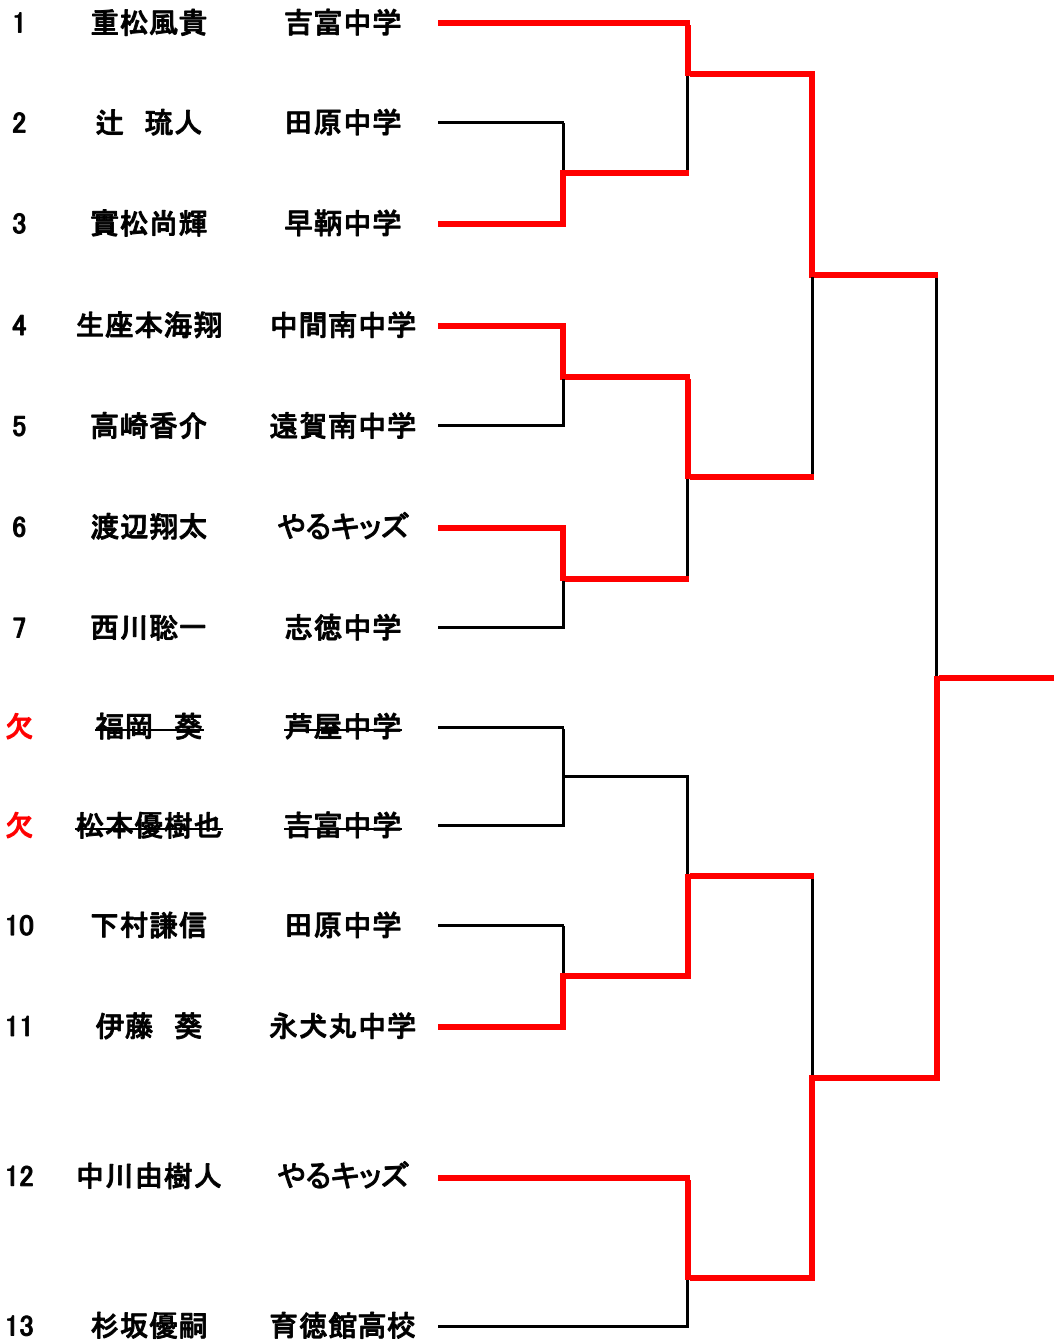 1 重松風貴 吉富中学
2 辻 琉人 田原中学
3 實松尚輝 早鞆中学
4 生座本海翔 中間南中学
5 高崎香介 遠賀南中学
6 渡辺翔太 やるキッズ
7 西川聡一 志徳中学
欠 福岡 葵 芦屋中学
欠 松本優樹也 吉富中学
10 下村謙信 田原中学
11 伊藤 葵 永犬丸中学
12 中川由樹人 やるキッズ
13 杉坂優嗣 育徳館高校